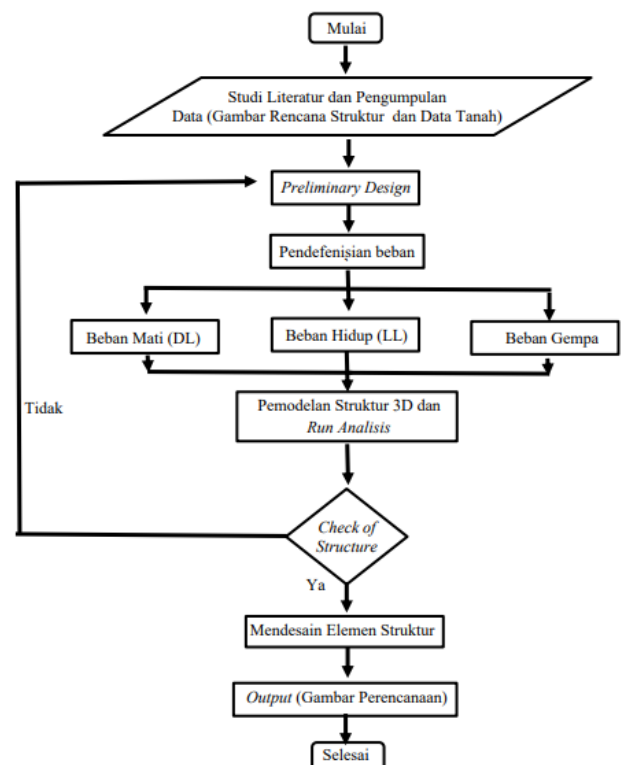 Mulai
Studi Literatur dan Pengumpulan
Data (Gambar Rencana Struktur dan Data Tanah)
Preliminary Design
Pendefenisian beban
Beban Mati (DL)
Beban Hidup (LL)
Beban Gempa
Pemodelan Struktur 3D dan
Run Analisis
Tidak
Check of
Structure
Ya
Mendesain Elemen Struktur
Output (Gambar Perencanaan)
Selesai